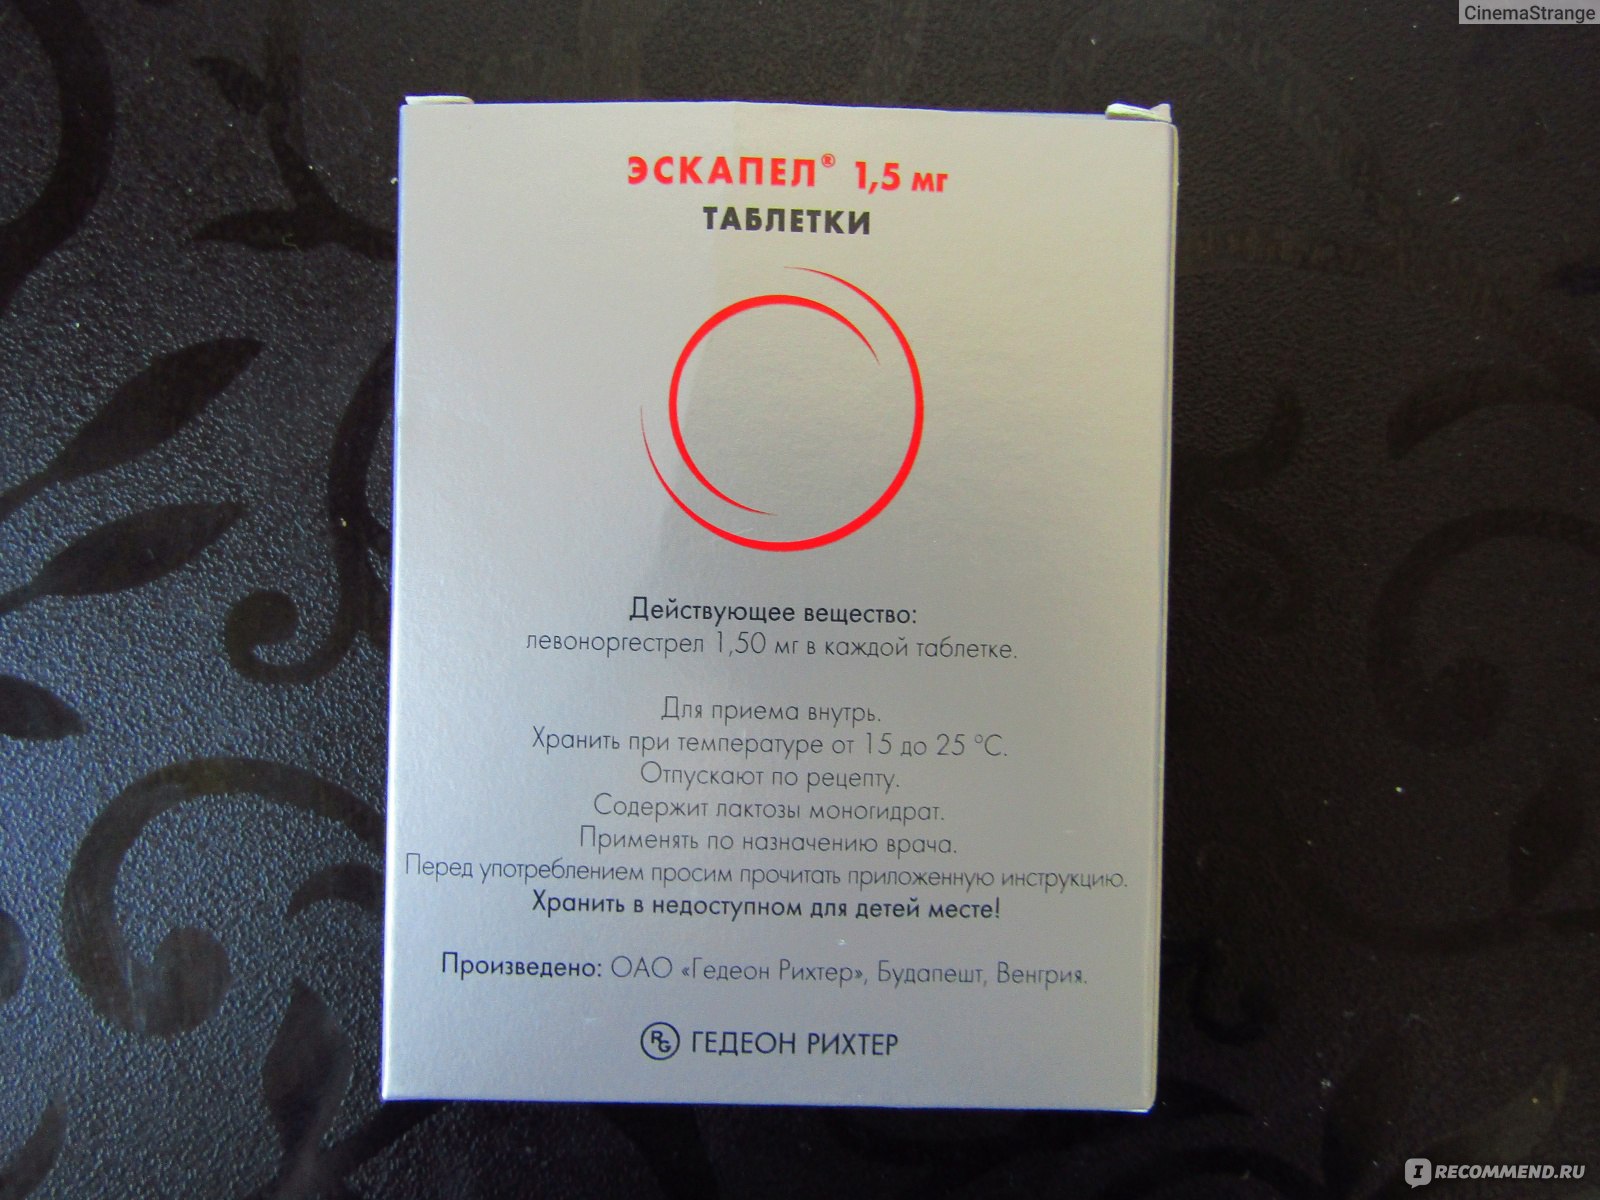 CinemaStrange
ЭСКАПЕЛ® 1,5 мг
ТАБЛЕТКИ
Действующее вещество:
левоноргестрел 1,50 мг в каждой таблетке.
Для приема внутрь.
Хранить при температуре от 15 до 25 °С.
Отпускают по рецепту.
Содержит лактозы моногидрат.
Применять по назначению врача.
Перед употреблением просим прочитать приложенную инструкцию.
Хранить в недоступном для детей месте!
Произведено: ОАО «Гедеон Рихтер», Будапешт, Венгрия.
RG ГЕДЕОН РИХТЕР
I RECOMMEND.RU